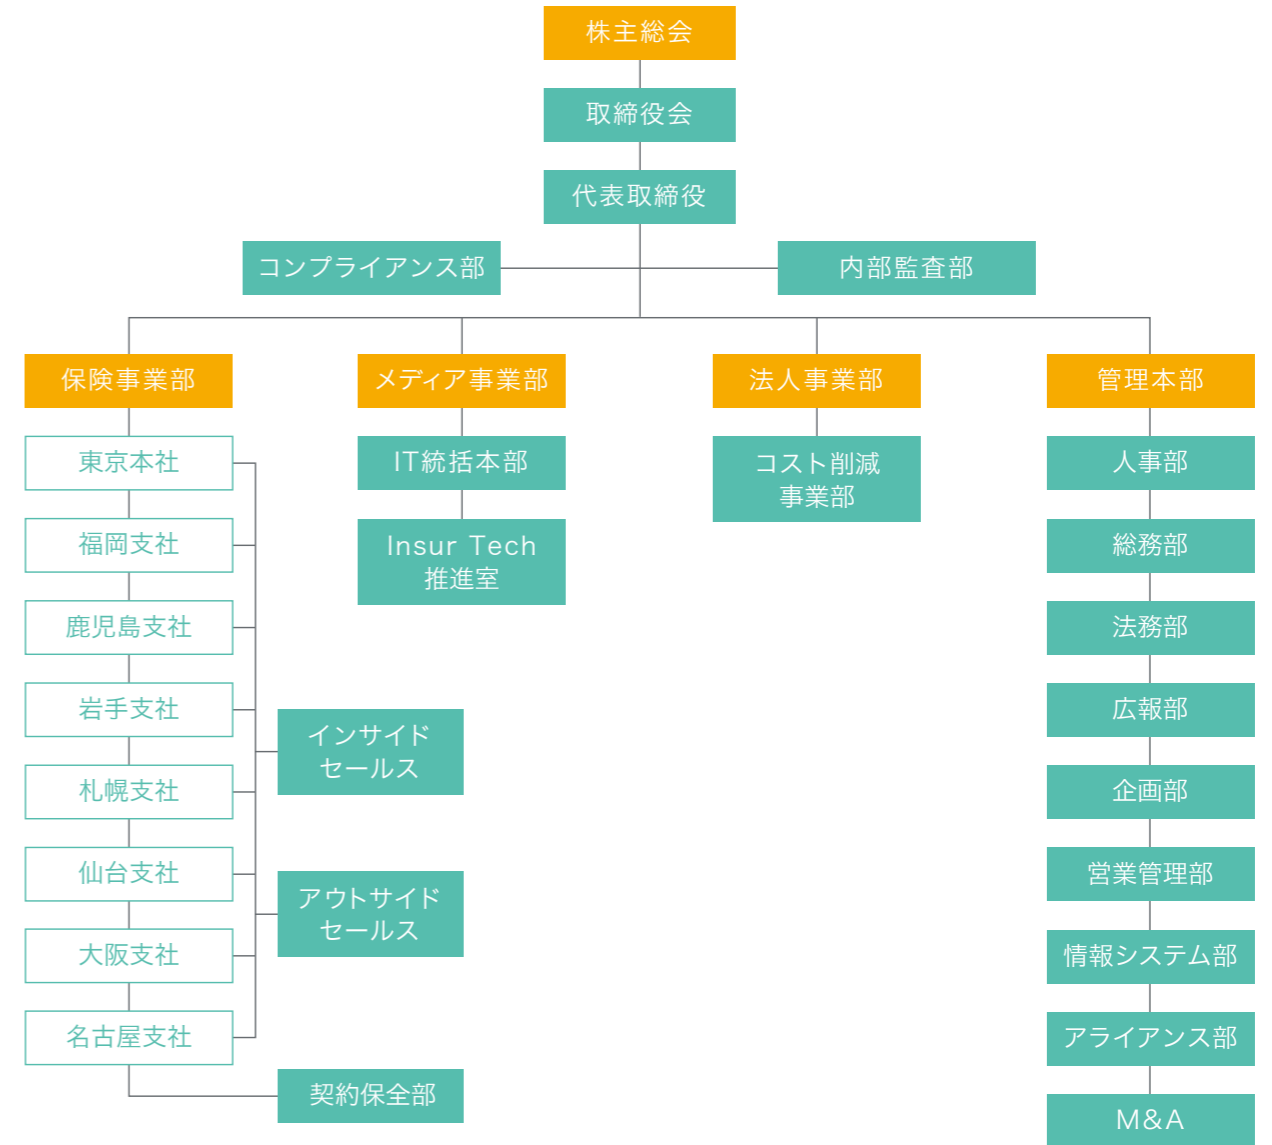 株主総会
取締役会
代表取締役
コンプライアンス部
内部監査部
保険事業部
メディア事業部
法人事業部
管理本部
東京本社
福岡支社
鹿児島支社
岩手支社
札幌支社
仙台支社
大阪支社
名古屋支社
インサイド
セールス
アウトサイド
セールス
契約保全部
IT統括本部
Insur Tech
推進室
コスト削減
事業部
人事部
総務部
法務部
広報部
企画部
営業管理部
情報システム部
アライアンス部
M&A